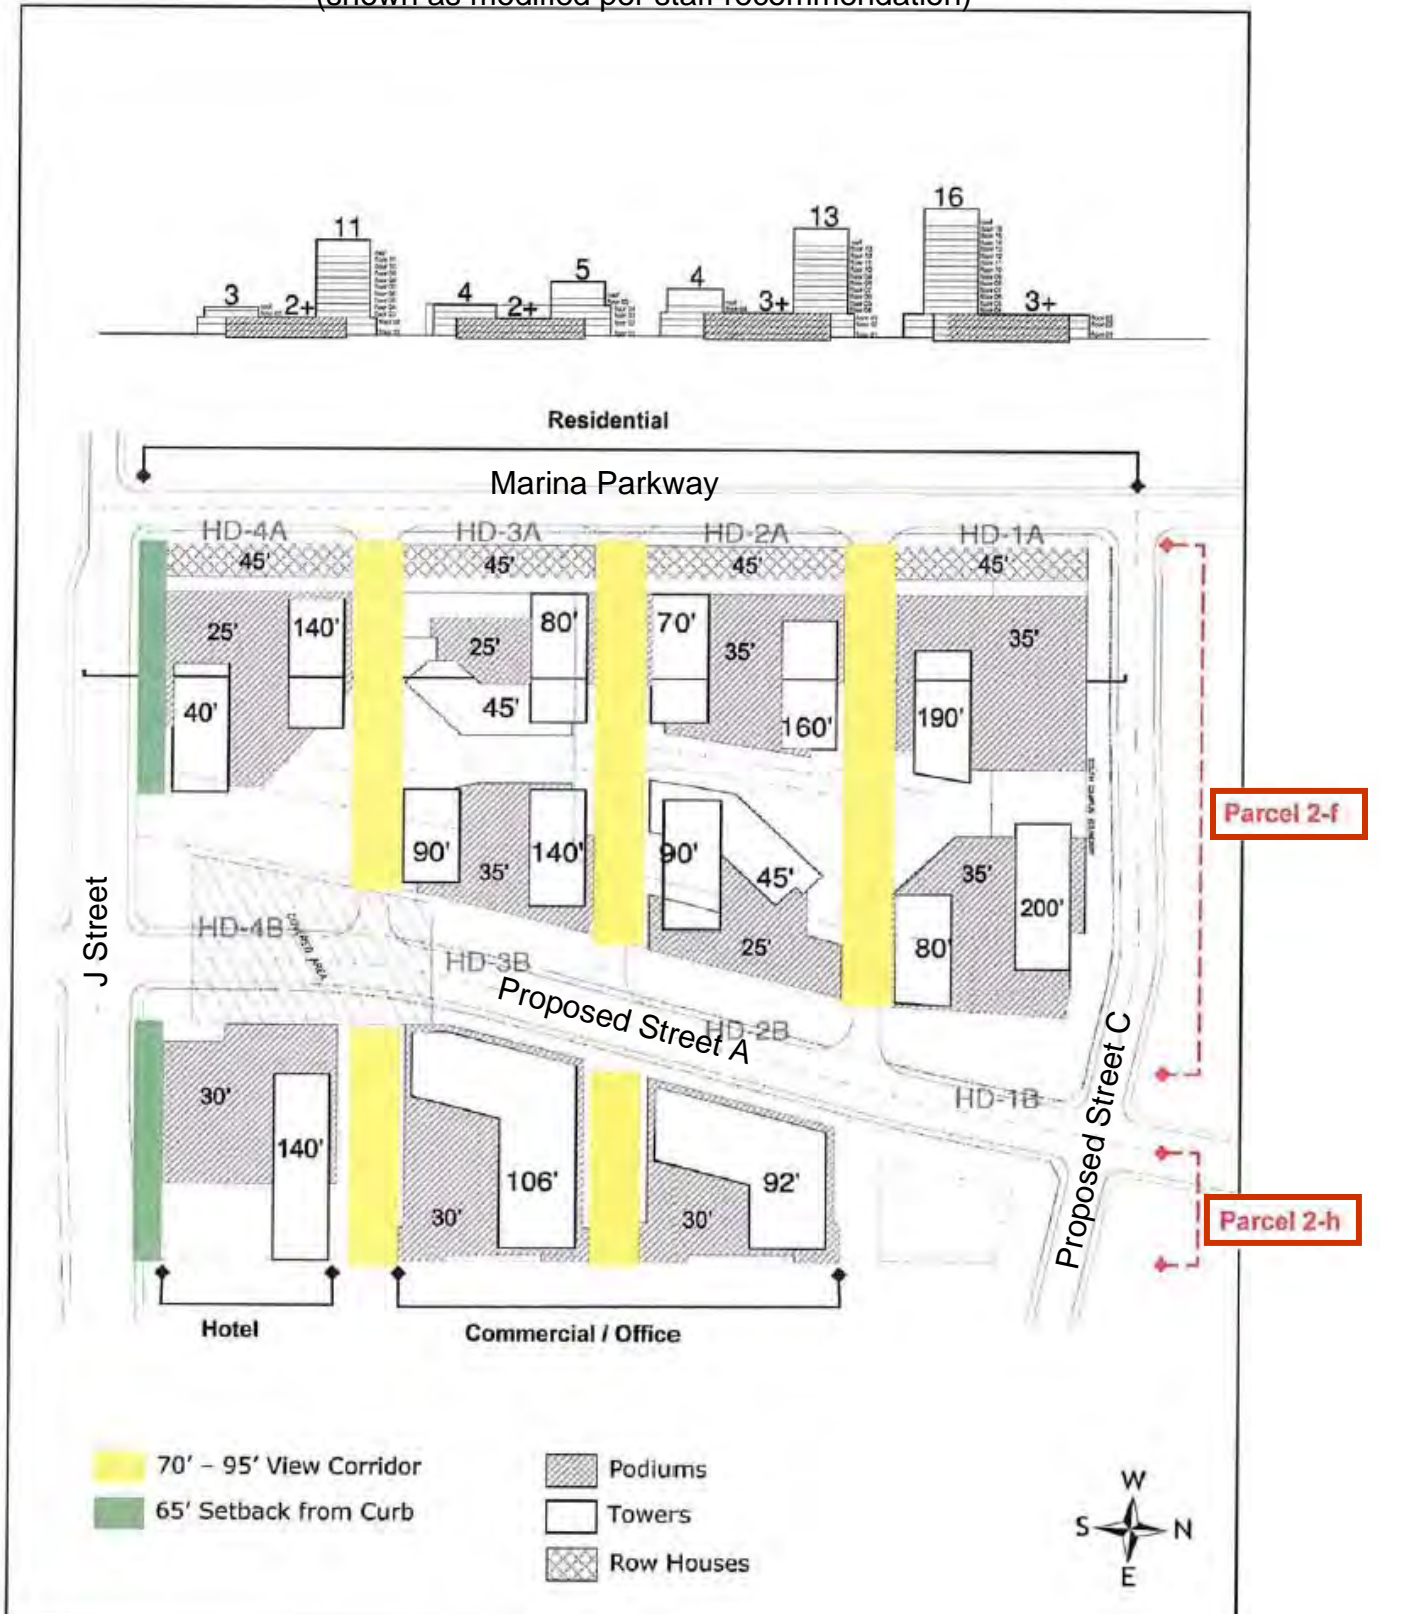 (shown as modified per staff recommendation)
11
3
2+
4
2+
5
4
3+
13
16
3+
Residential
Marina Parkway
HD-4A
HD-3A
HD-2A
HD-1A
45'
45'
45'
45'
25'
140'
40'
25'
80'
45'
70'
35'
160'
35'
190'
90'
35'
140'
90'
45'
25'
35'
80'
200'
Parcel 2-f
J Street
HD-4B
COVERED AREA
HD-3B
Proposed Street A
HD-2B
HD-1B
Proposed Street C
30'
140'
30'
106'
30'
92'
Parcel 2-h
Hotel
Commercial / Office
70' – 95' View Corridor
65' Setback from Curb
Podiums
Towers
Row Houses
W
S
N
E